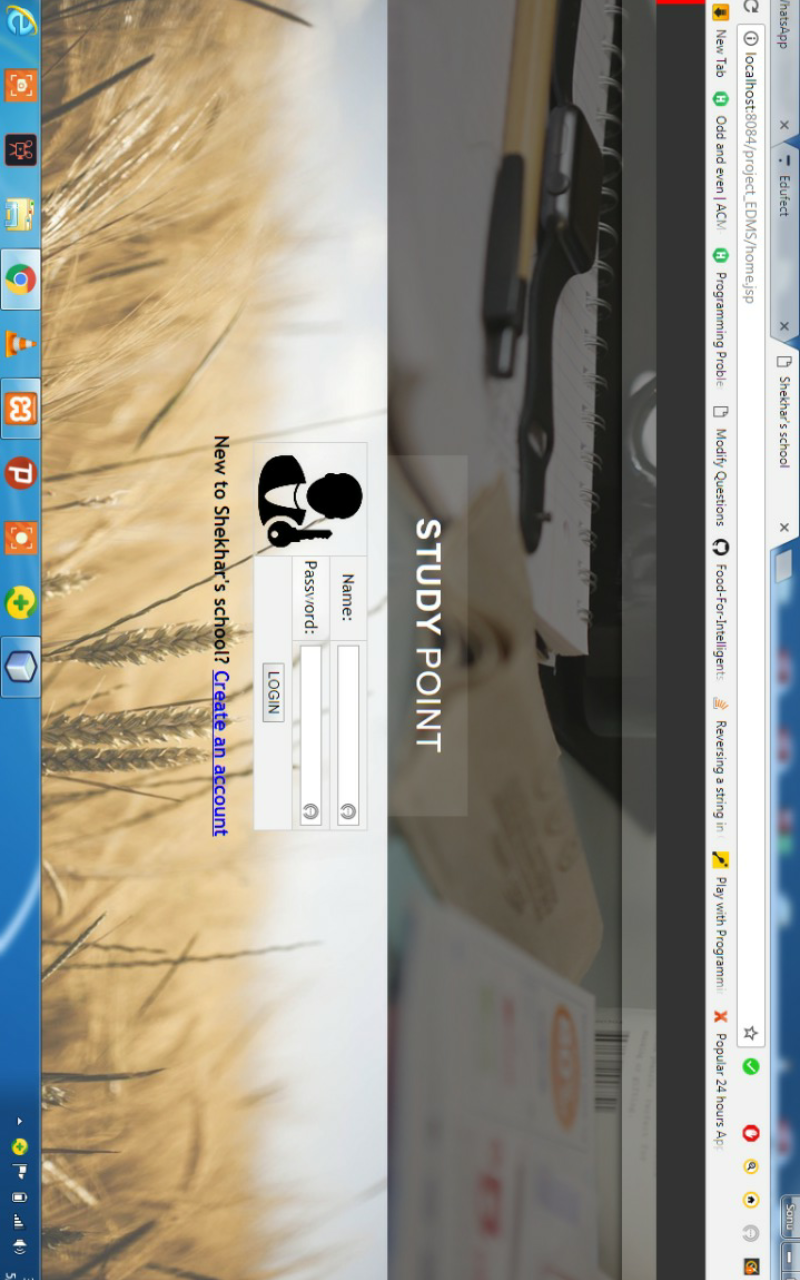 hatsApp
Edufect
Shekhar's school
Sonu
localhost:8084/project_EDMS/home.jsp
New Tab
Odd and even | ACM
Programming Proble
Modify Questions
Food-For-Intelligents
Reversing a string in
Play with Programmi
Popular 24 hours Ap
STUDY POINT
Name:
Password:
LOGIN
New to Shekhar's school? Create an account